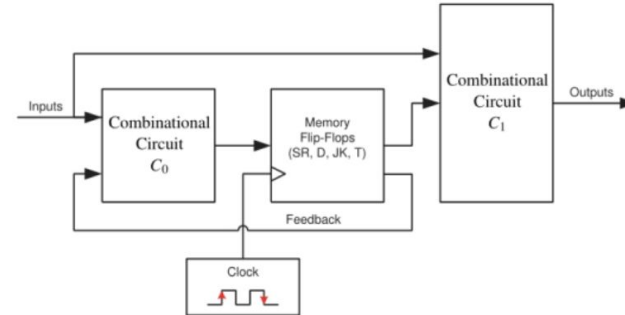 Inputs
Combinational
Circuit
C₀
Memory
Flip-Flops
(SR, D, JK, T)
Combinational
Circuit
C₁
Outputs
Feedback
Clock